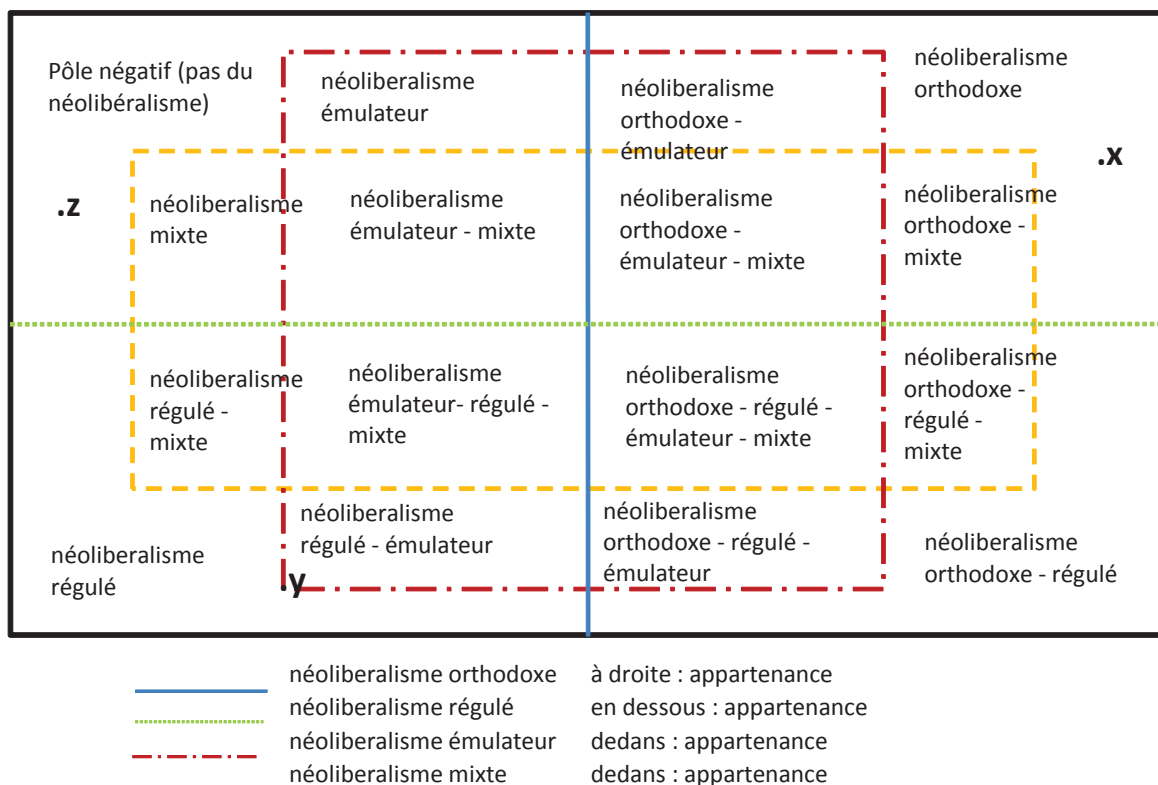 Pôle négatif (pas du
néolibéralisme)
néoliberalisme
émulateur
néoliberalisme
orthodoxe -
émulateur
néoliberalisme
orthodoxe
.x
.z
néoliberalisme
mixte
néoliberalisme
émulateur - mixte
néoliberalisme
orthodoxe -
émulateur - mixte
néoliberalisme
orthodoxe -
mixte
néoliberalisme
régulé -
mixte
néoliberalisme
émulateur- régulé -
mixte
néoliberalisme
orthodoxe - régulé -
émulateur - mixte
néoliberalisme
orthodoxe -
régulé -
mixte
néoliberalisme
régulé
néoliberalisme
régulé - émulateur
.y
néoliberalisme
orthodoxe - régulé -
émulateur
néoliberalisme
orthodoxe - régulé
néoliberalisme orthodoxe à droite : appartenance
néoliberalisme régulé en dessous : appartenance
néoliberalisme émulateur dedans : appartenance
néoliberalisme mixte dedans : appartenance